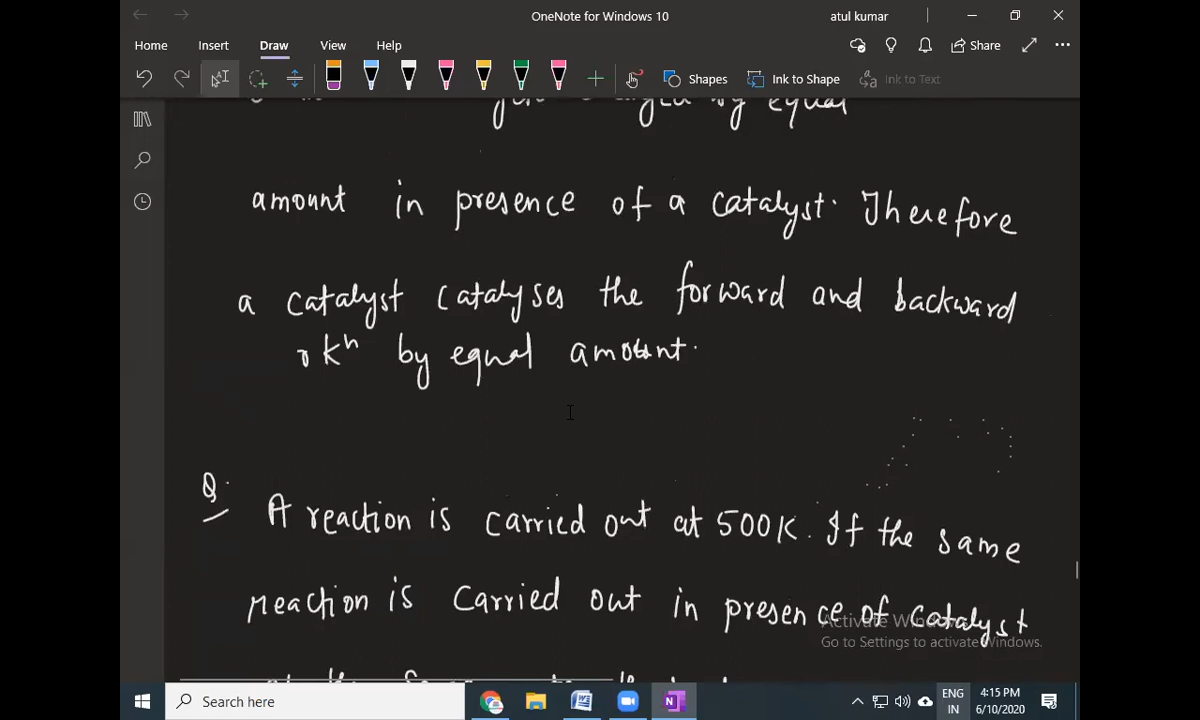 OneNote for Windows 10
atul kumar
Home Insert Draw View Help
Share
Shapes
Ink to Shape
Ink to Text
by equal
amount in presence of a catalyst. Therefore
a catalyst catalyses the forward and backward
rxn by equal amount.
Q. A reaction is carried out at 500K. If the same
reaction is carried out in presence of catalyst
Activate Windows
Go to Settings to activate Windows.
Search here
ENG
IN
4:15 PM
6/10/2020